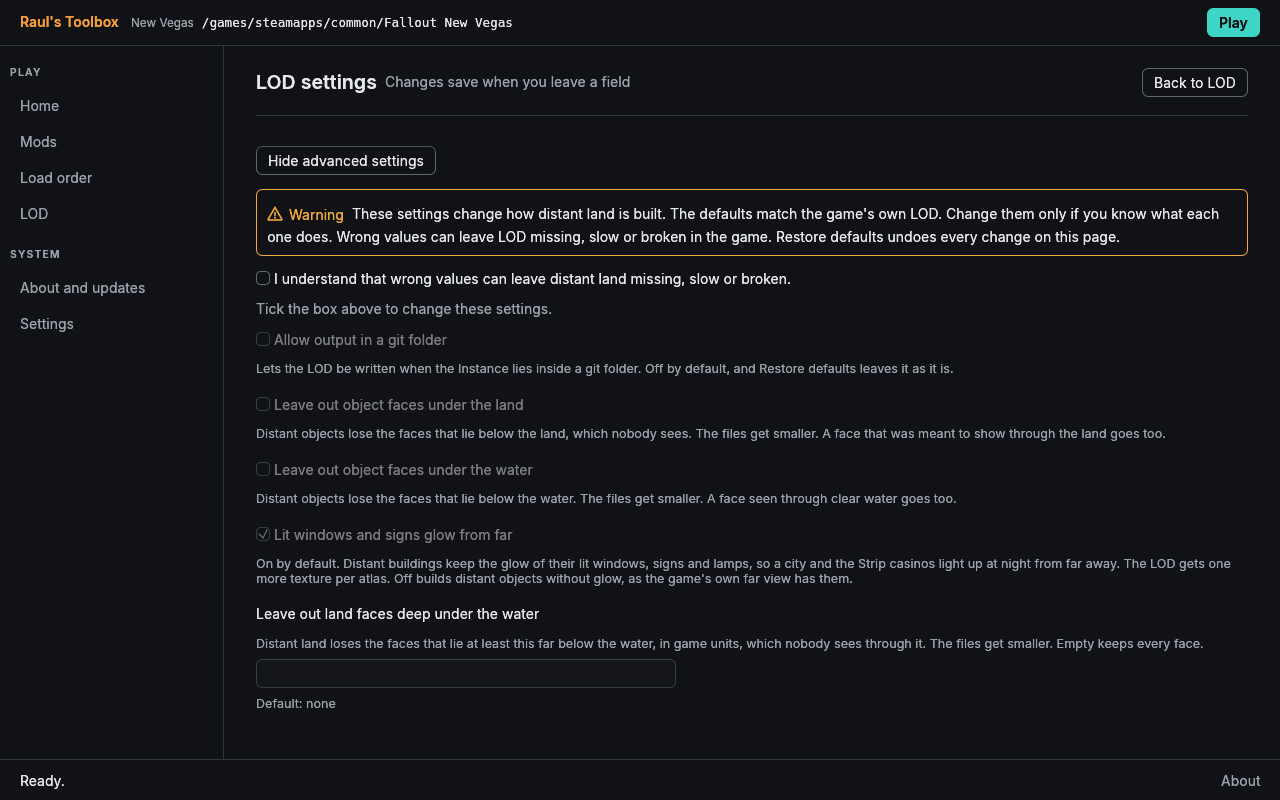 Raul's Toolbox New Vegas /games/steamapps/common/Fallout New Vegas Play
PLAY
Home
Mods
Load order
LOD
SYSTEM
About and updates
Settings
LOD settings Changes save when you leave a field Back to LOD
Hide advanced settings
Warning These settings change how distant land is built. The defaults match the game's own LOD. Change them only if you know what each
one does. Wrong values can leave LOD missing, slow or broken in the game. Restore defaults undoes every change on this page.
I understand that wrong values can leave distant land missing, slow or broken.
Tick the box above to change these settings.
Allow output in a git folder
Lets the LOD be written when the Instance lies inside a git folder. Off by default, and Restore defaults leaves it as it is.
Leave out object faces under the land
Distant objects lose the faces that lie below the land, which nobody sees. The files get smaller. A face that was meant to show through the land goes too.
Leave out object faces under the water
Distant objects lose the faces that lie below the water. The files get smaller. A face seen through clear water goes too.
Lit windows and signs glow from far
On by default. Distant buildings keep the glow of their lit windows, signs and lamps, so a city and the Strip casinos light up at night from far away. The LOD gets one
more texture per atlas. Off builds distant objects without glow, as the game's own far view has them.
Leave out land faces deep under the water
Distant land loses the faces that lie at least this far below the water, in game units, which nobody sees through it. The files get smaller. Empty keeps every face.
Default: none
Ready. About